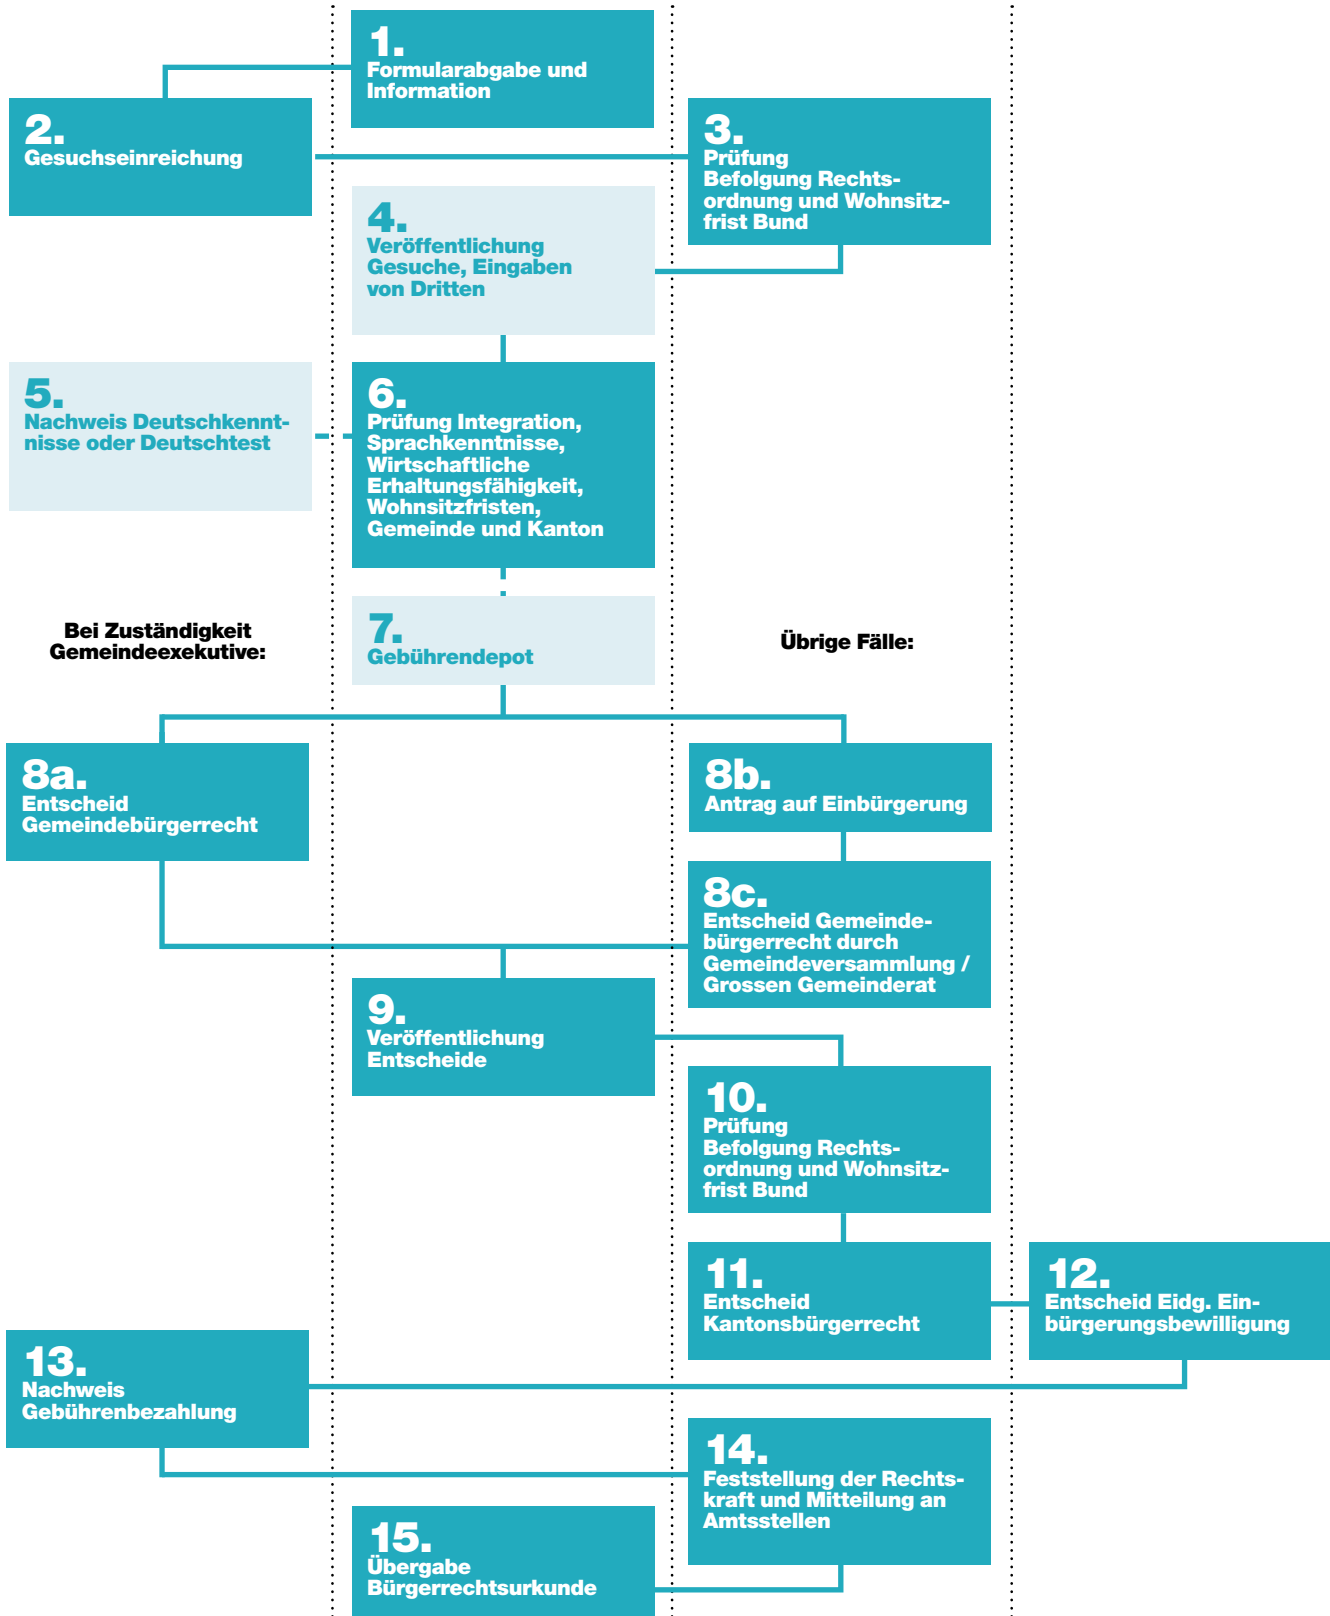 1.
Formularabgabe und
Information
2.
Gesuchseinreichung
3.
Prüfung
Befolgung Rechts-
ordnung und Wohnsitz-
frist Bund
4.
Veröffentlichung
Gesuche, Eingaben
von Dritten
5.
Nachweis Deutschkennt-
nisse oder Deutschtest
6.
Prüfung Integration,
Sprachkenntnisse,
Wirtschaftliche
Erhaltungsfähigkeit,
Wohnsitzfristen,
Gemeinde und Kanton
Bei Zuständigkeit
Gemeindeexekutive:
7.
Gebührendepot
Übrige Fälle:
8a.
Entscheid
Gemeindebürgerrecht
8b.
Antrag auf Einbürgerung
8c.
Entscheid Gemeinde-
bürgerrecht durch
Gemeindeversammlung /
Grossen Gemeinderat
9.
Veröffentlichung
Entscheide
10.
Prüfung
Befolgung Rechts-
ordnung und Wohnsitz-
frist Bund
11.
Entscheid
Kantonsbürgerrecht
12.
Entscheid Eidg. Ein-
bürgerungsbewilligung
13.
Nachweis
Gebührenbezahlung
14.
Feststellung der Rechts-
kraft und Mitteilung an
Amtsstellen
15.
Übergabe
Bürgerrechtsurkunde